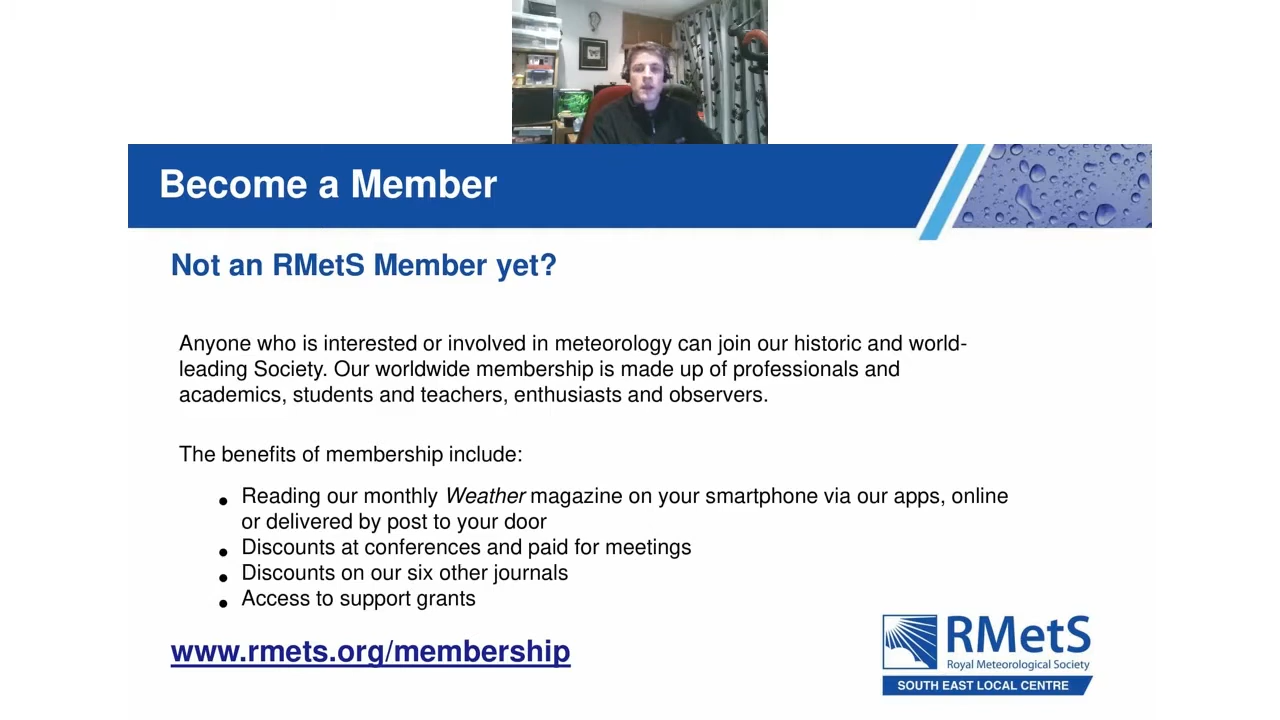 Become a Member
Not an RMetS Member yet?
Anyone who is interested or involved in meteorology can join our historic and world-
leading Society. Our worldwide membership is made up of professionals and
academics, students and teachers, enthusiasts and observers.
The benefits of membership include:
• Reading our monthly Weather magazine on your smartphone via our apps, online
or delivered by post to your door
• Discounts at conferences and paid for meetings
• Discounts on our six other journals
• Access to support grants
www.rmets.org/membership
RMetS
Royal Meteorological Society
SOUTH EAST LOCAL CENTRE